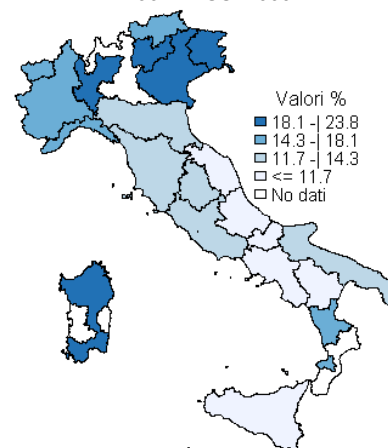 Valori %
18.1 -| 23.8
14.3 -| 18.1
11.7 -| 14.3
<= 11.7
No dati